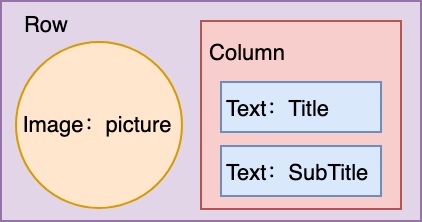 Row
Image：picture
Column
Text：Title
Text：SubTitle